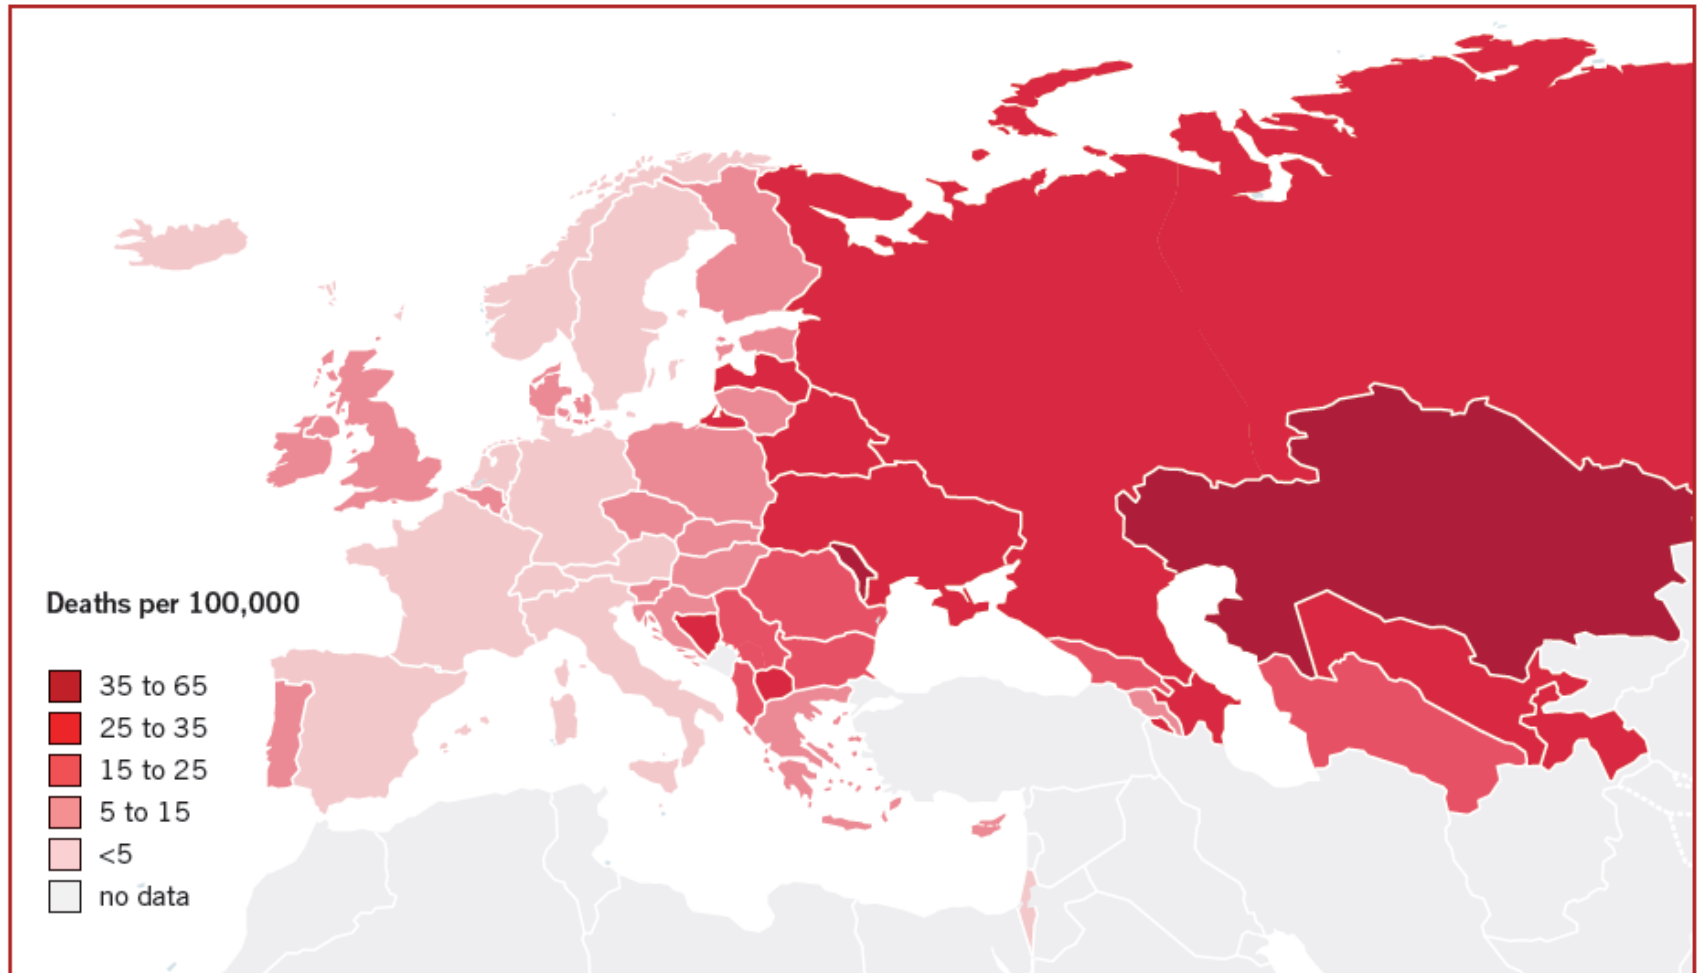 Deaths per 100,000
35 to 65
25 to 35
15 to 25
5 to 15
<5
no data